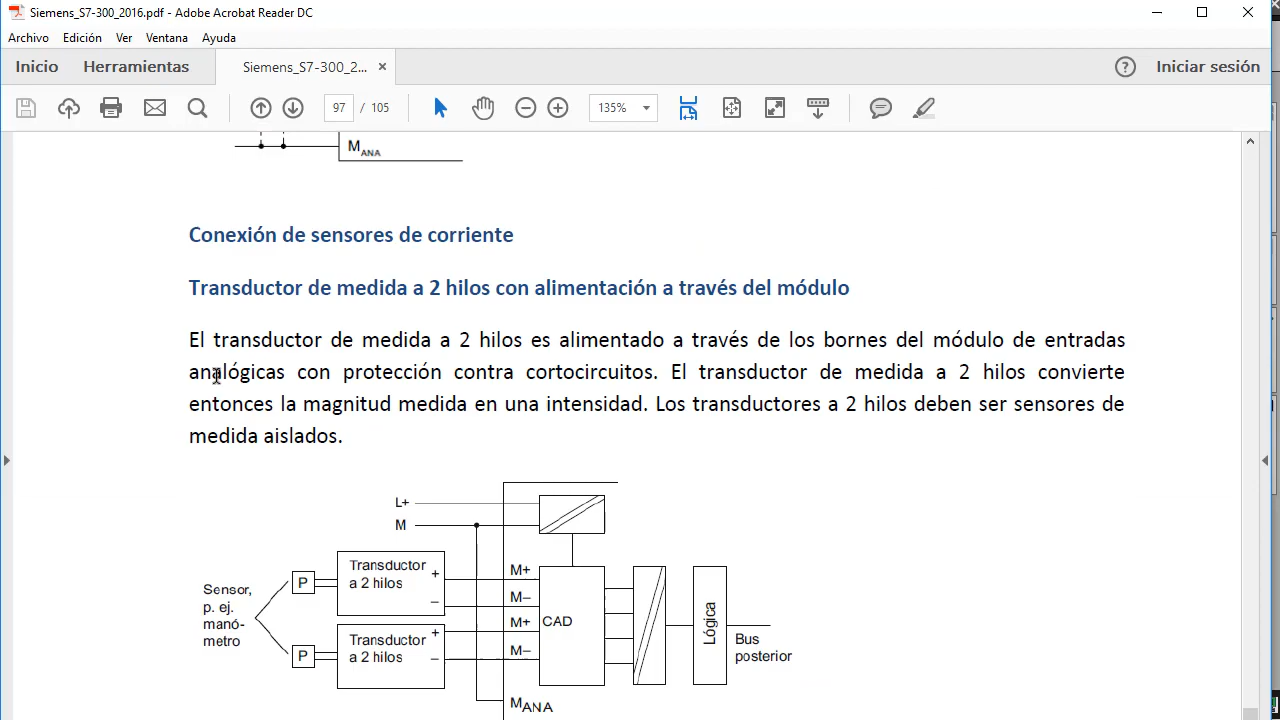 Siemens_S7-300_2016.pdf - Adobe Acrobat Reader DC
Archivo Edición Ver Ventana Ayuda
Inicio Herramientas Siemens_S7-300_2... × ? Iniciar sesión
97 / 105 135%
MANA
Conexión de sensores de corriente
Transductor de medida a 2 hilos con alimentación a través del módulo
El transductor de medida a 2 hilos es alimentado a través de los bornes del módulo de entradas
analógicas con protección contra cortocircuitos. El transductor de medida a 2 hilos convierte
entonces la magnitud medida en una intensidad. Los transductores a 2 hilos deben ser sensores de
medida aislados.
L+
M
Sensor,
p. ej.
manó-
metro
P
Transductor
a 2 hilos
+
–
P
Transductor
a 2 hilos
+
–
M+
M–
M+
M–
CAD
Lógica
Bus
posterior
MANA